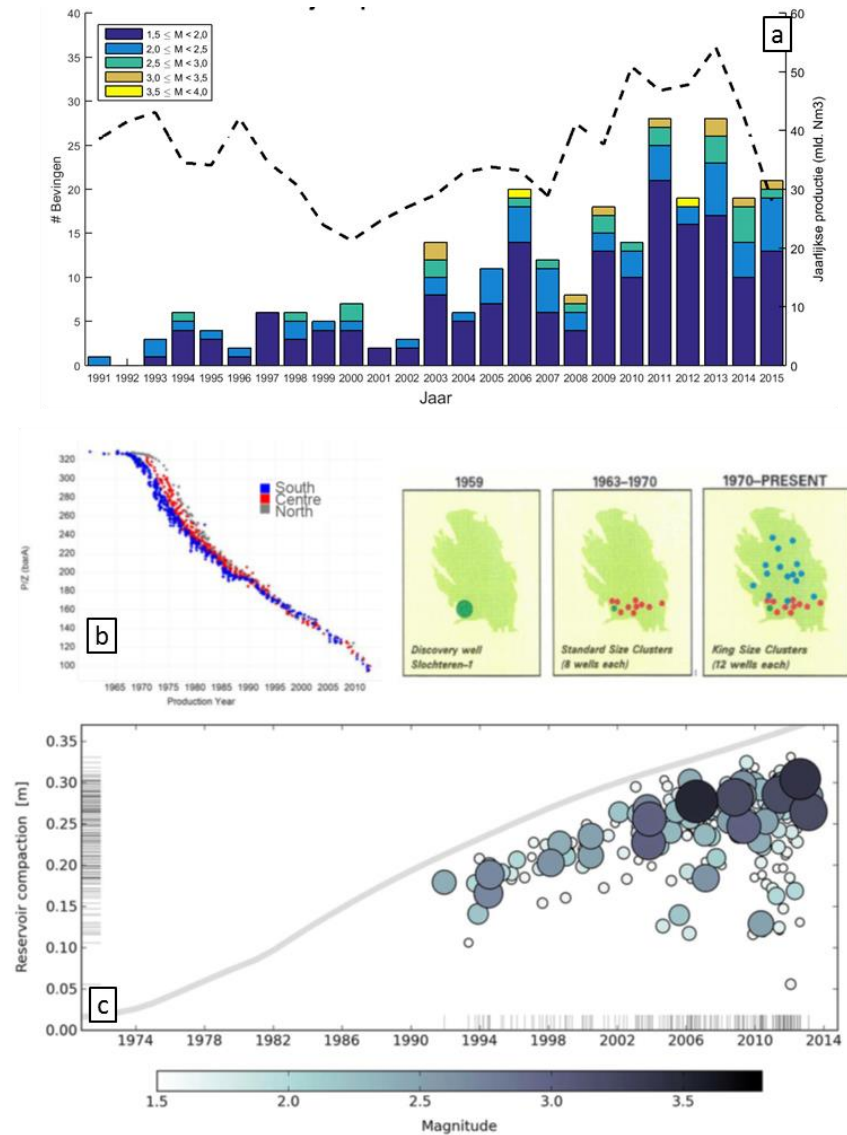 a
40
35
30
25
20
15
10
5
0
# Bevingen
1,5 ≤ M < 2,0
2,0 ≤ M < 2,5
2,5 ≤ M < 3,0
3,0 ≤ M < 3,5
3,5 ≤ M < 4,0
60
50
40
30
20
10
0
Jaarlijkse productie (mld. Nm3)
1991 1992 1993 1994 1995 1996 1997 1998 1999 2000 2001 2002 2003 2004 2005 2006 2007 2008 2009 2010 2011 2012 2013 2014 2015
Jaar
320
300
280
260
240
220
200
180
160
140
120
100
P/Z (barA)
South
Centre
North
b
1965 1970 1975 1980 1985 1990 1995 2000 2005 2010
Production Year
1959
Discovery well
Slochteren–1
1963–1970
Standard Size Clusters
(8 wells each)
1970–PRESENT
King Size Clusters
(12 wells each)
0.35
0.30
0.25
0.20
0.15
0.10
0.05
0.00
Reservoir compaction [m]
c
1974 1978 1982 1986 1990 1994 1998 2002 2006 2010 2014
1.5 2.0 2.5 3.0 3.5
Magnitude